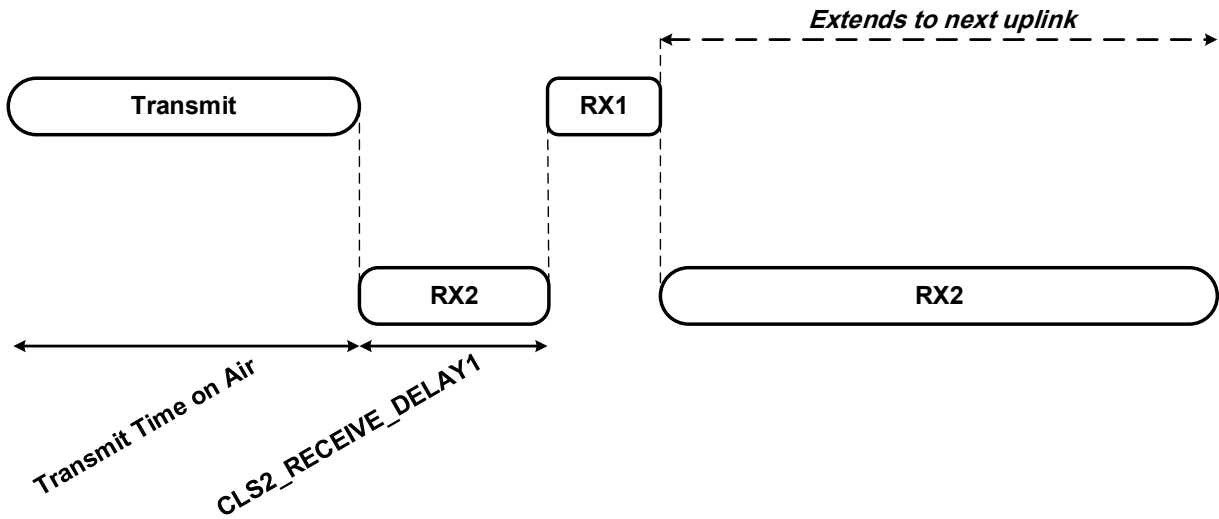 Extends to next uplink
Transmit
RX1
RX2
RX2
Transmit Time on Air
CLS2_RECEIVE_DELAY1